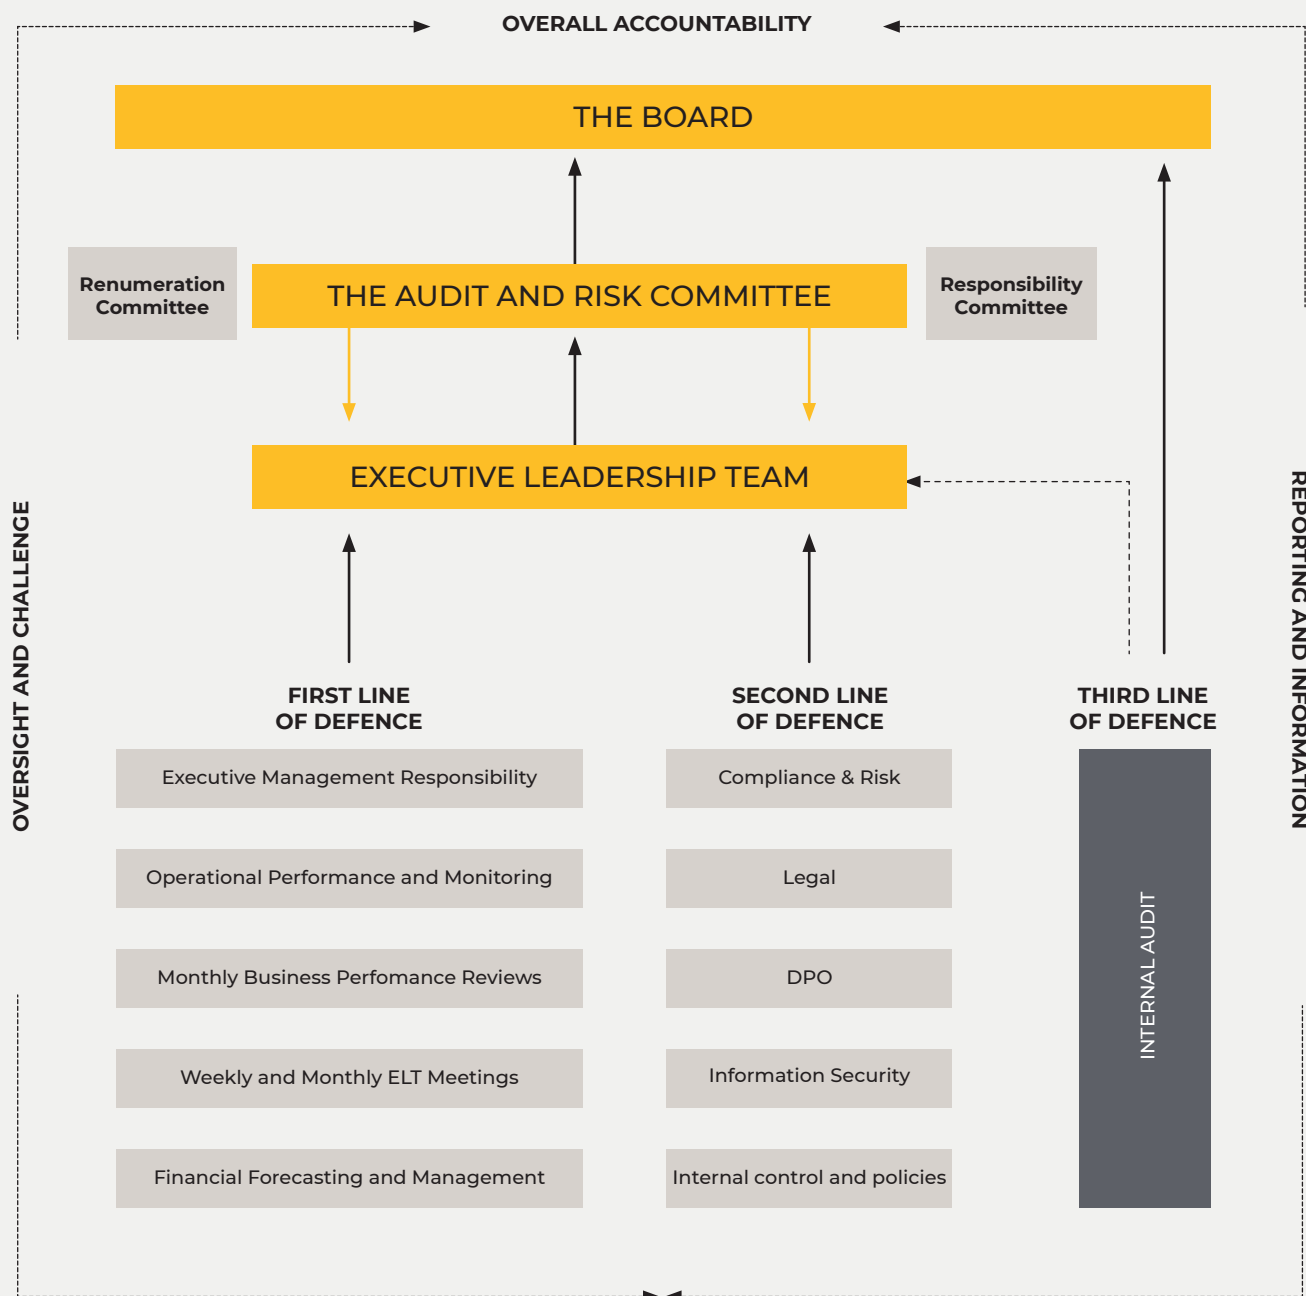 OVERALL ACCOUNTABILITY
THE BOARD
Renumeration
Committee
THE AUDIT AND RISK COMMITTEE
Responsibility
Committee
EXECUTIVE LEADERSHIP TEAM
OVERSIGHT AND CHALLENGE
REPORTING AND INFORMATION
FIRST LINE
OF DEFENCE
Executive Management Responsibility
Operational Performance and Monitoring
Monthly Business Perfomance Reviews
Weekly and Monthly ELT Meetings
Financial Forecasting and Management
SECOND LINE
OF DEFENCE
Compliance & Risk
Legal
DPO
Information Security
Internal control and policies
THIRD LINE
OF DEFENCE
INTERNAL AUDIT